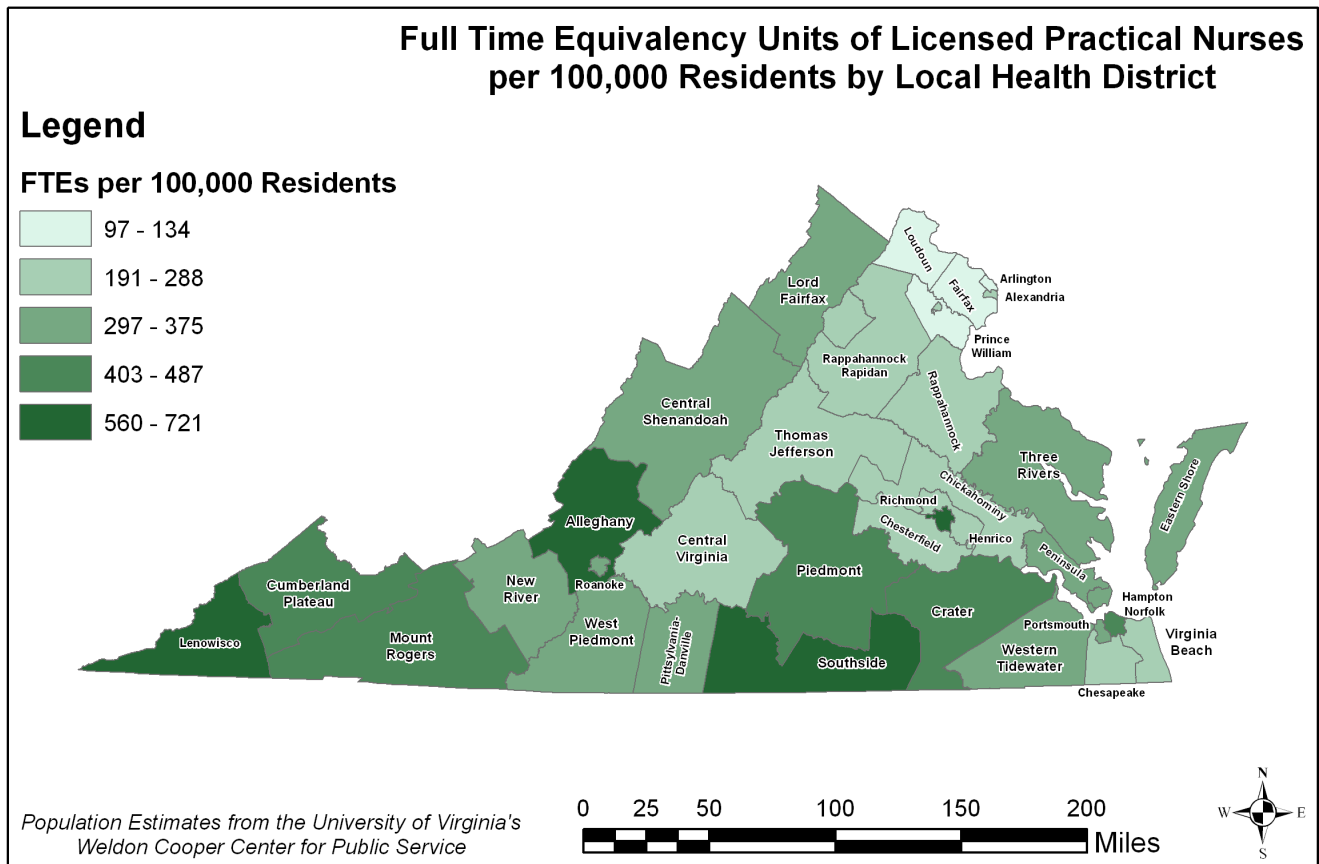 Full Time Equivalency Units of Licensed Practical Nurses
per 100,000 Residents by Local Health District
Legend
FTEs per 100,000 Residents
97 - 134
191 - 288
297 - 375
403 - 487
560 - 721
Loudoun
Arlington
Fairfax
Alexandria
Lord
Fairfax
Prince
William
Rappahannock
Rapidan
Rappahannock
Central
Shenandoah
Thomas
Jefferson
Three
Rivers
Eastern Shore
Chickahominy
Richmond
Alleghany
Chesterfield
Henrico
Central
Virginia
Peninsula
Piedmont
Roanoke
Cumberland
Plateau
New
River
Hampton
Norfolk
Crater
Portsmouth
West
Piedmont
Pittsylvania-
Danville
Virginia
Beach
Lenowisco
Mount
Rogers
Western
Tidewater
Southside
Chesapeake
N
W
E
S
0 25 50 100 150 200
Miles
Population Estimates from the University of Virginia's
Weldon Cooper Center for Public Service